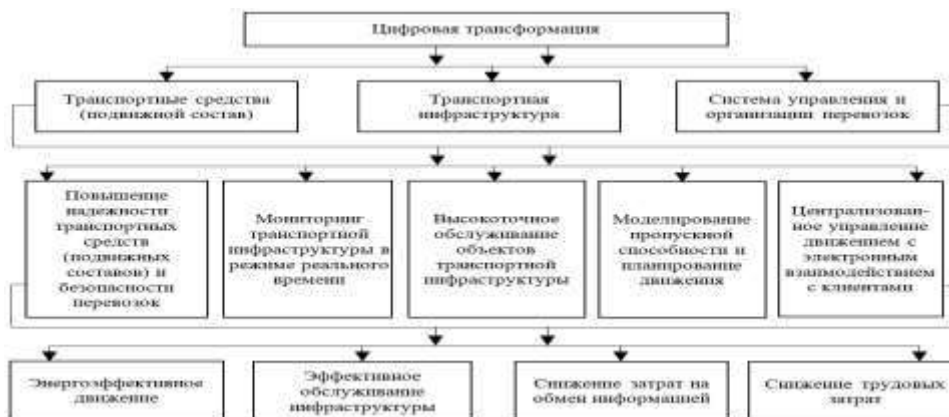 Цифровая трансформация
Транспортные средства
(подвижной состав)
Транспортная
инфраструктура
Система управления и
организации перевозок
Повышение
надежности
транспортных
средств
(подвижных
составов) и
безопасности
перевозок
Мониторинг
транспортной
инфраструктуры в
режиме реального
времени
Высокоточное
обслуживание
объектов
транспортной
инфраструктуры
Моделирование
пропускной
способности и
планирование
движения
Централизован-
ное управление
движением с
электронным
взаимодействием
с клиентами
Энергоэффективное
движение
Эффективное
обслуживание
инфраструктуры
Снижение затрат на
обмен информацией
Снижение трудовых
затрат